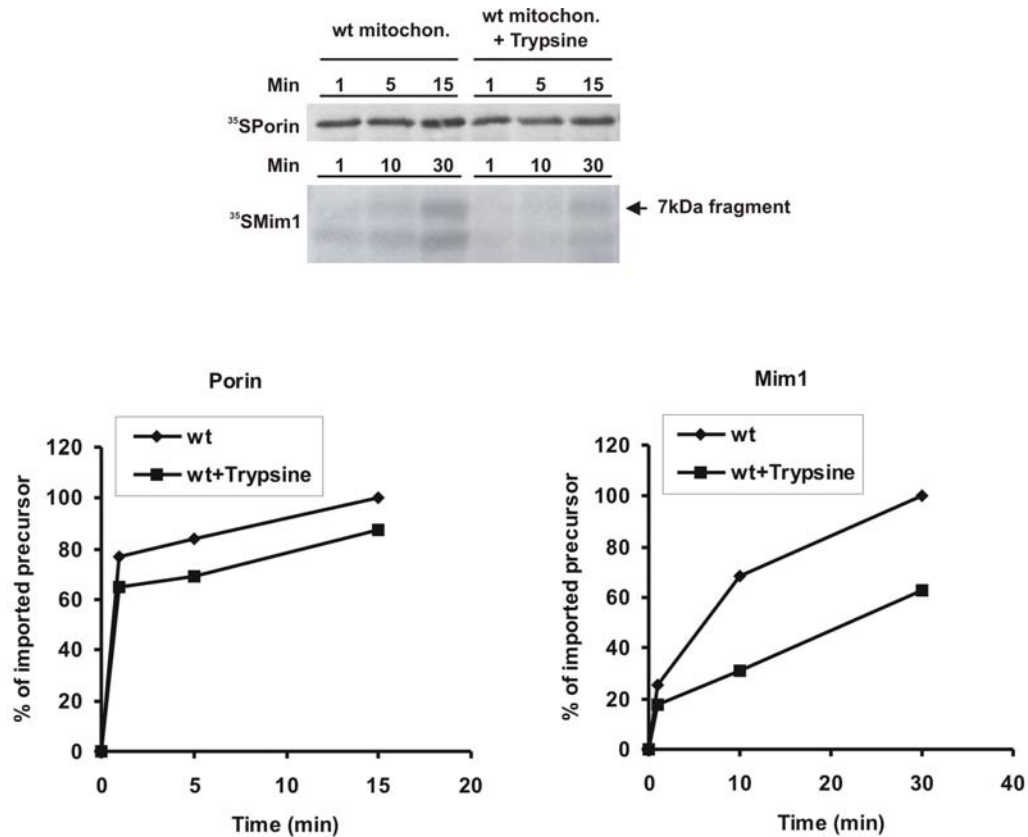 wt mitochon.
wt mitochon.
+ Trypsine
Min 1 5 15 1 5 15
³⁵SPorin
Min 1 10 30 1 10 30
³⁵SMim1
7kDa fragment
Porin
wt
wt+Trypsine
% of imported precursor
120
100
80
60
40
20
0
0 5 10 15 20
Time (min)
Mim1
wt
wt+Trypsine
% of imported precursor
120
100
80
60
40
20
0
0 10 20 30 40
Time (min)